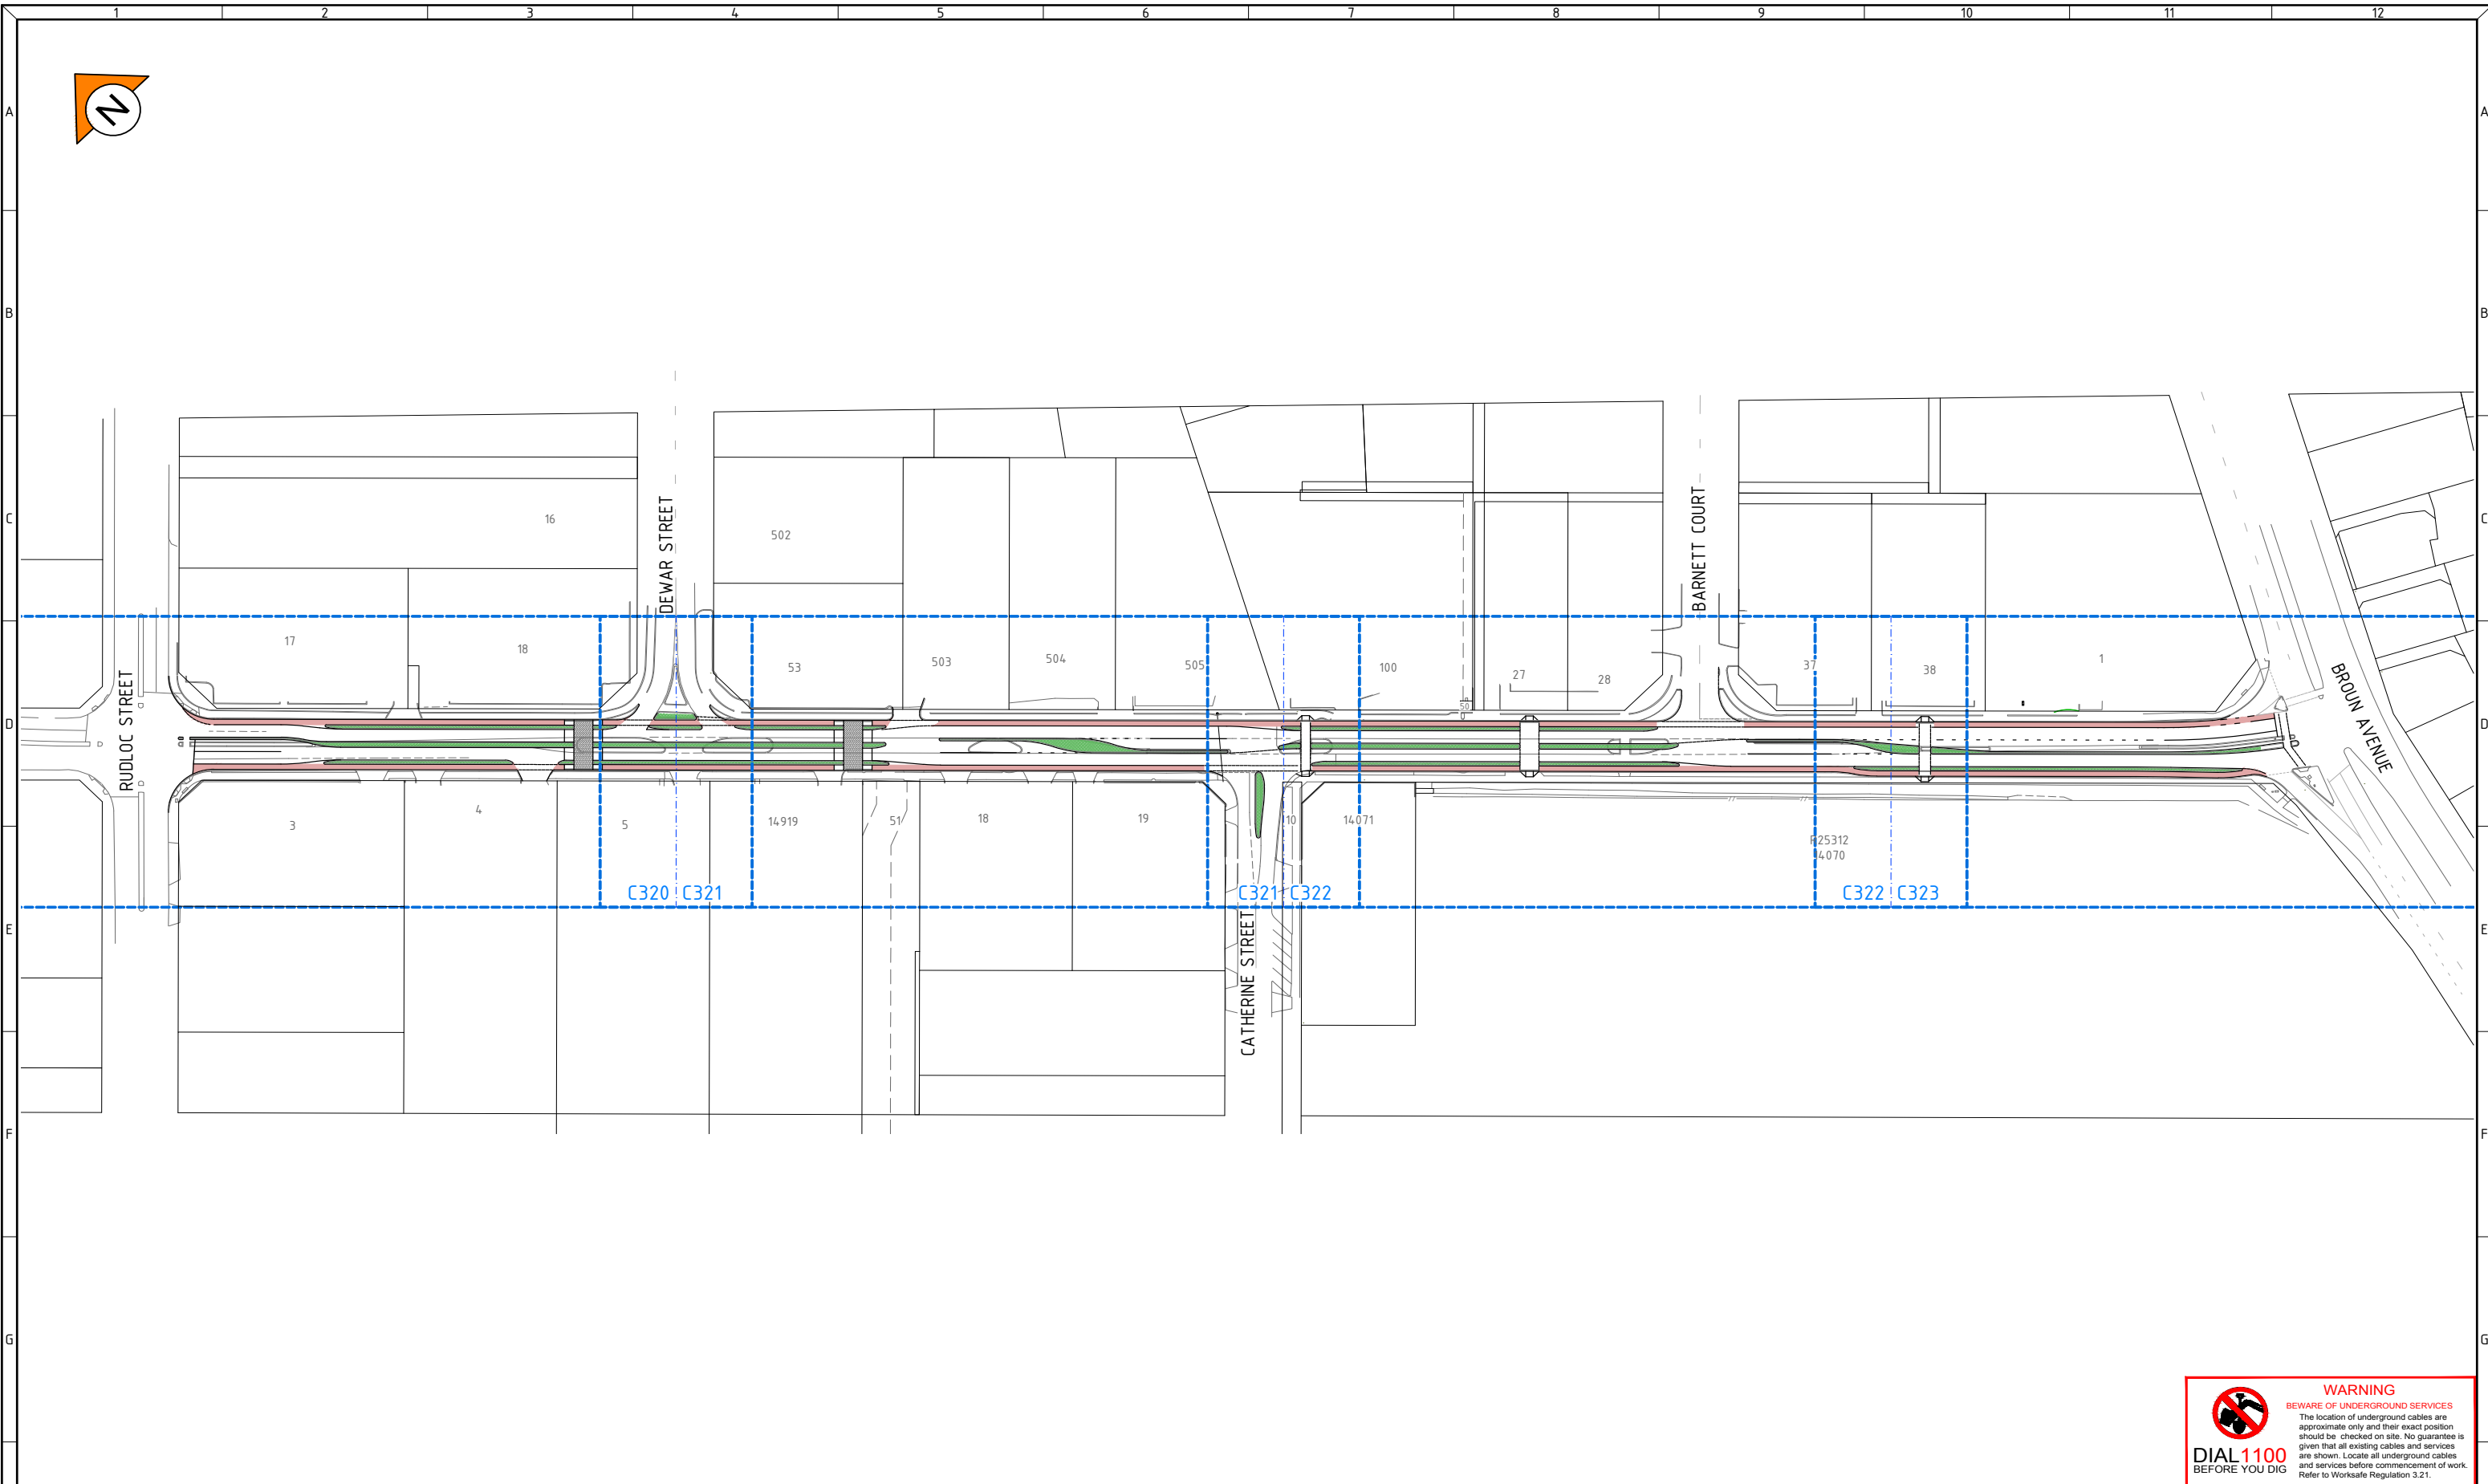 1 2 3 4 5 6 7 8 9 10 11 12
A A
N
B B
C C
16
502
DEWAR STREET
BARNETT COURT
17
18
53
503
504
505
100
27
28
37
38
1
50
RUDLOC STREET
BROUN AVENUE
D D
3
4
5
14919
51
18
19
10
14071
R25312
14070
C320 C321
C321 C322
C322 C323
CATHERINE STREET
E E
F F
G G
WARNING
BEWARE OF UNDERGROUND SERVICES
The location of underground cables are
approximate only and their exact position
should be checked on site. No guarantee is
given that all existing cables and services
are shown. Locate all underground cables
and services before commencement of work.
Refer to Worksafe Regulation 3.21.
DIAL1100
BEFORE YOU DIG